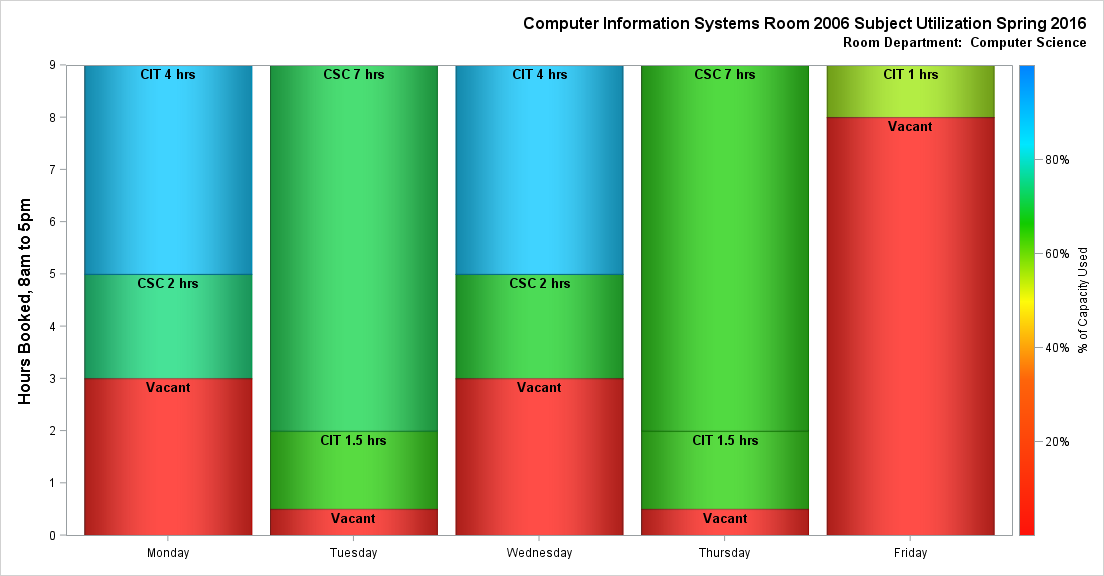 Computer Information Systems Room 2006 Subject Utilization Spring 2016
Room Department:  Computer Science
Hours Booked, 8am to 5pm
9
8
7
6
5
4
3
2
1
0
CIT 4 hrs
CSC 2 hrs
Vacant
CSC 7 hrs
CIT 1.5 hrs
Vacant
CIT 4 hrs
CSC 2 hrs
Vacant
CSC 7 hrs
CIT 1.5 hrs
Vacant
CIT 1 hrs
Vacant
Monday
Tuesday
Wednesday
Thursday
Friday
80%
60%
40%
20%
% of Capacity Used